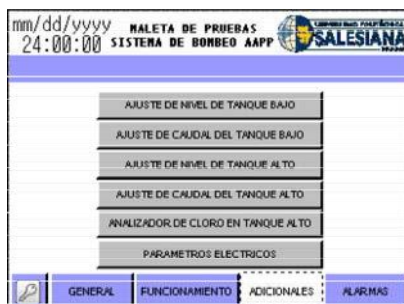 mm/dd/yyyy MALETA DE PRUEBAS
24:00:00 SISTEMA DE BOMBEO AAPP
UNIVERSIDAD POLITÉCNICA
SALESIANA
AJUSTE DE NIVEL DE TANQUE BAJO
AJUSTE DE CAUDAL DEL TANQUE BAJO
AJUSTE DE NIVEL DE TANQUE ALTO
AJUSTE DE CAUDAL DEL TANQUE ALTO
ANALIZADOR DE CLORO EN TANQUE ALTO
PARAMETROS ELECTRICOS
GENERAL FUNCIONAMIENTO ADICIONALES ALARMAS